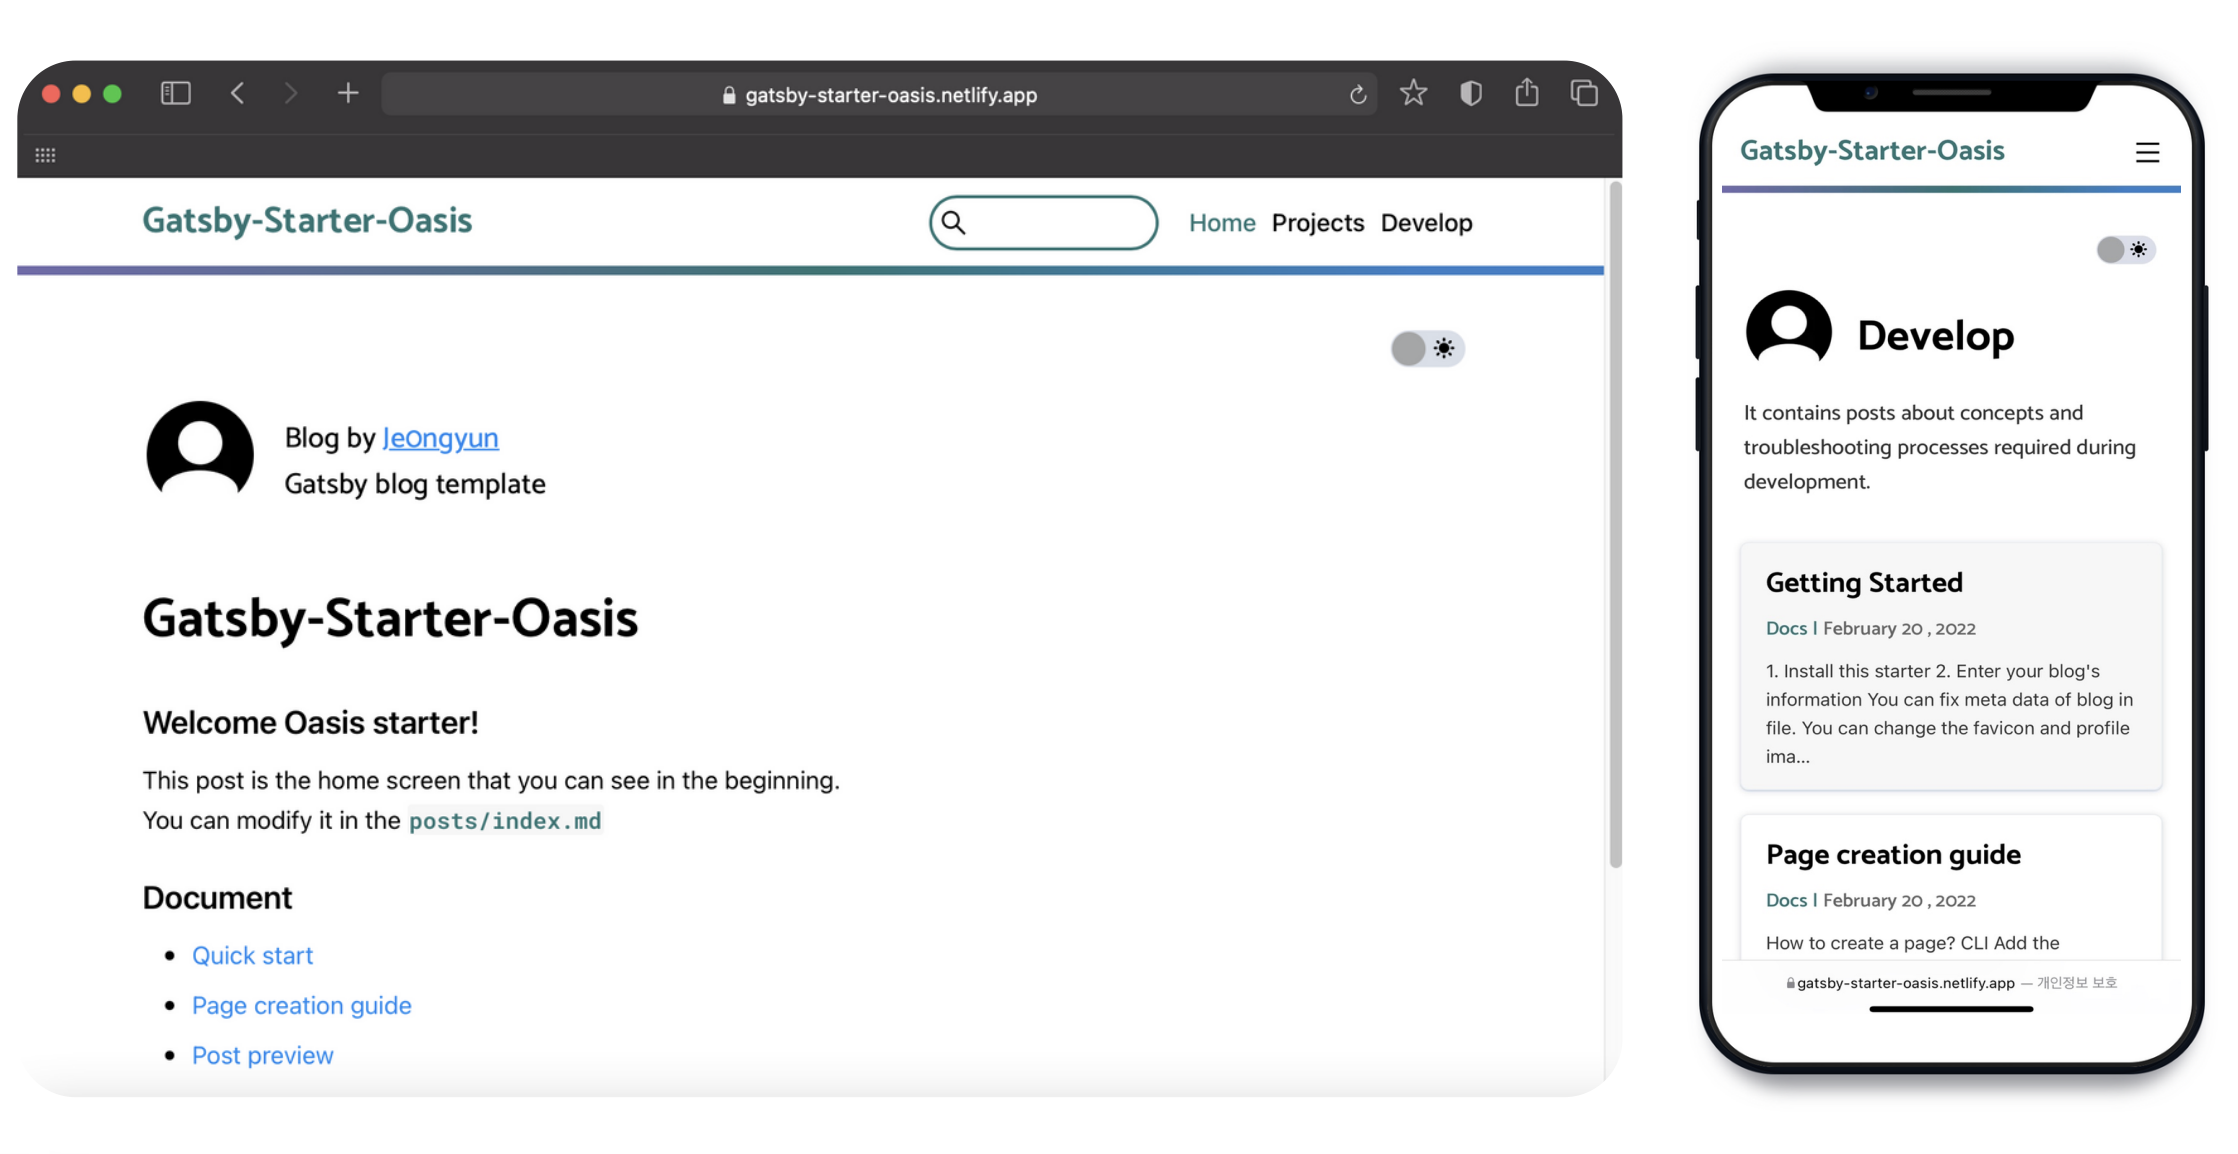 gatsby-starter-oasis.netlify.app
Gatsby-Starter-Oasis
Home Projects Develop
Blog by Je0ngyun
Gatsby blog template
Gatsby-Starter-Oasis
Welcome Oasis starter!
This post is the home screen that you can see in the beginning.
You can modify it in the posts/index.md
Document
Quick start
Page creation guide
Post preview
Gatsby-Starter-Oasis
Develop
It contains posts about concepts and
troubleshooting processes required during
development.
Getting Started
Docs | February 20 , 2022
1. Install this starter 2. Enter your blog's
information You can fix meta data of blog in
file. You can change the favicon and profile
ima...
Page creation guide
Docs | February 20 , 2022
How to create a page? CLI Add the
gatsby-starter-oasis.netlify.app — 개인정보 보호